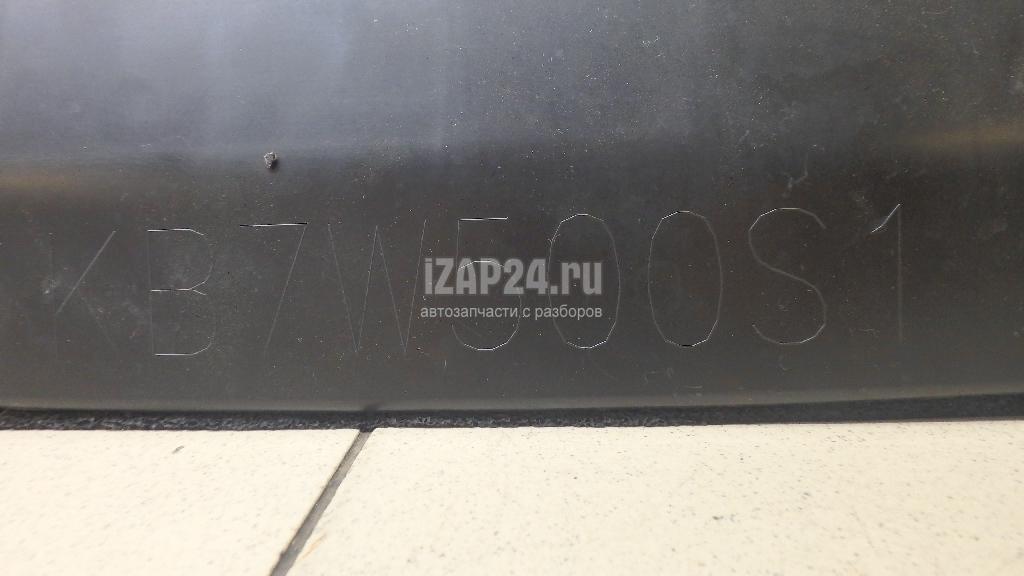 KB7W500S1
iZAP24.ru
автозапчасти с разборов